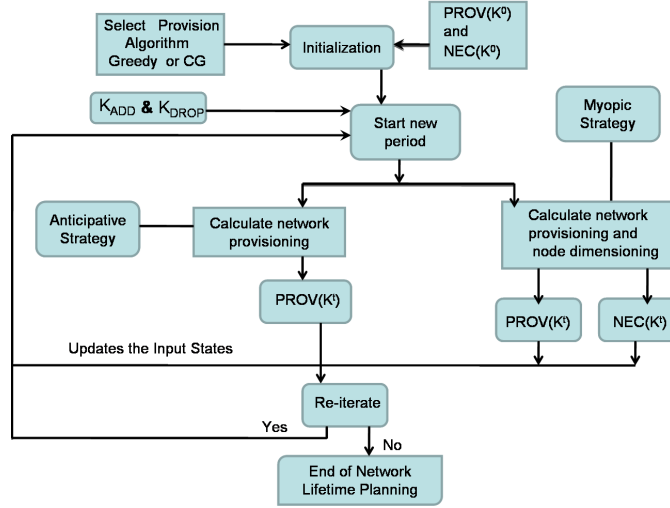 Select Provision
Algorithm
Greedy or CG
Initialization
PROV(K⁰)
and
NEC(K⁰)
K_ADD & K_DROP
Start new
period
Myopic
Strategy
Anticipative
Strategy
Calculate network
provisioning
Calculate network
provisioning and
node dimensioning
PROV(Kᵗ)
PROV(Kᵗ)
NEC(Kᵗ)
Updates the Input States
Re-iterate
Yes
No
End of Network
Lifetime Planning